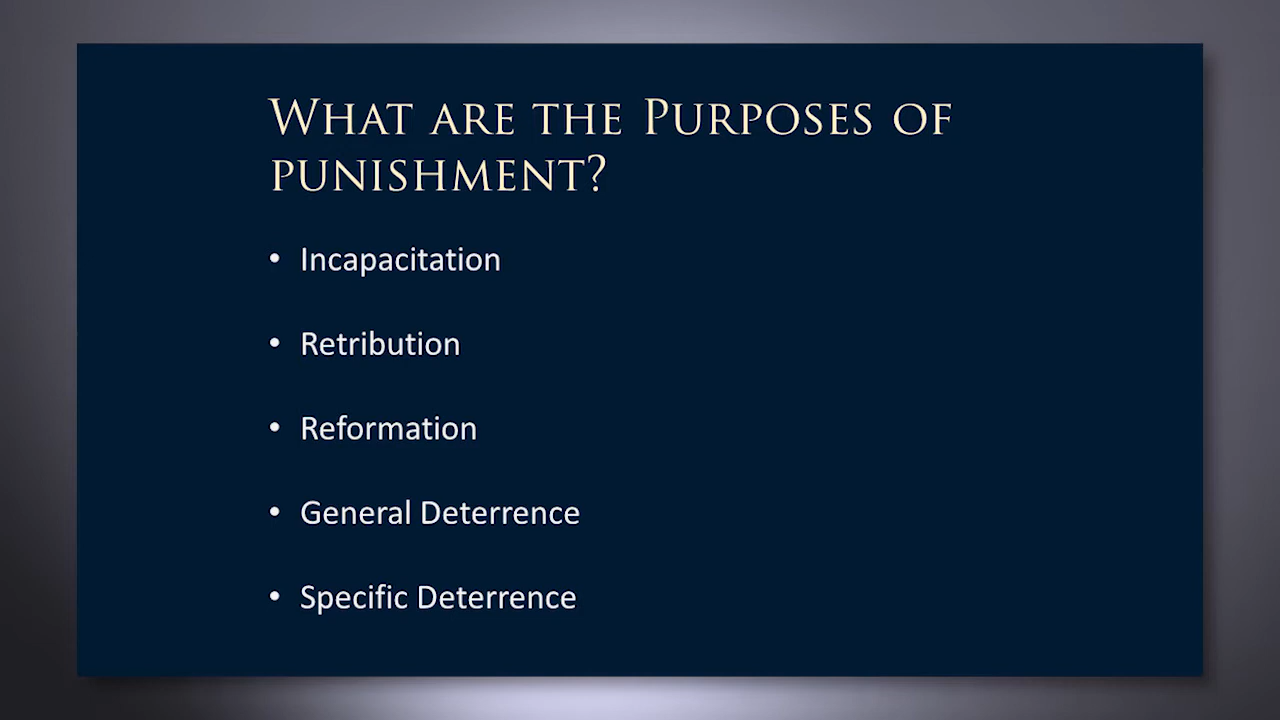 What are the Purposes of
punishment?
• Incapacitation
• Retribution
• Reformation
• General Deterrence
• Specific Deterrence